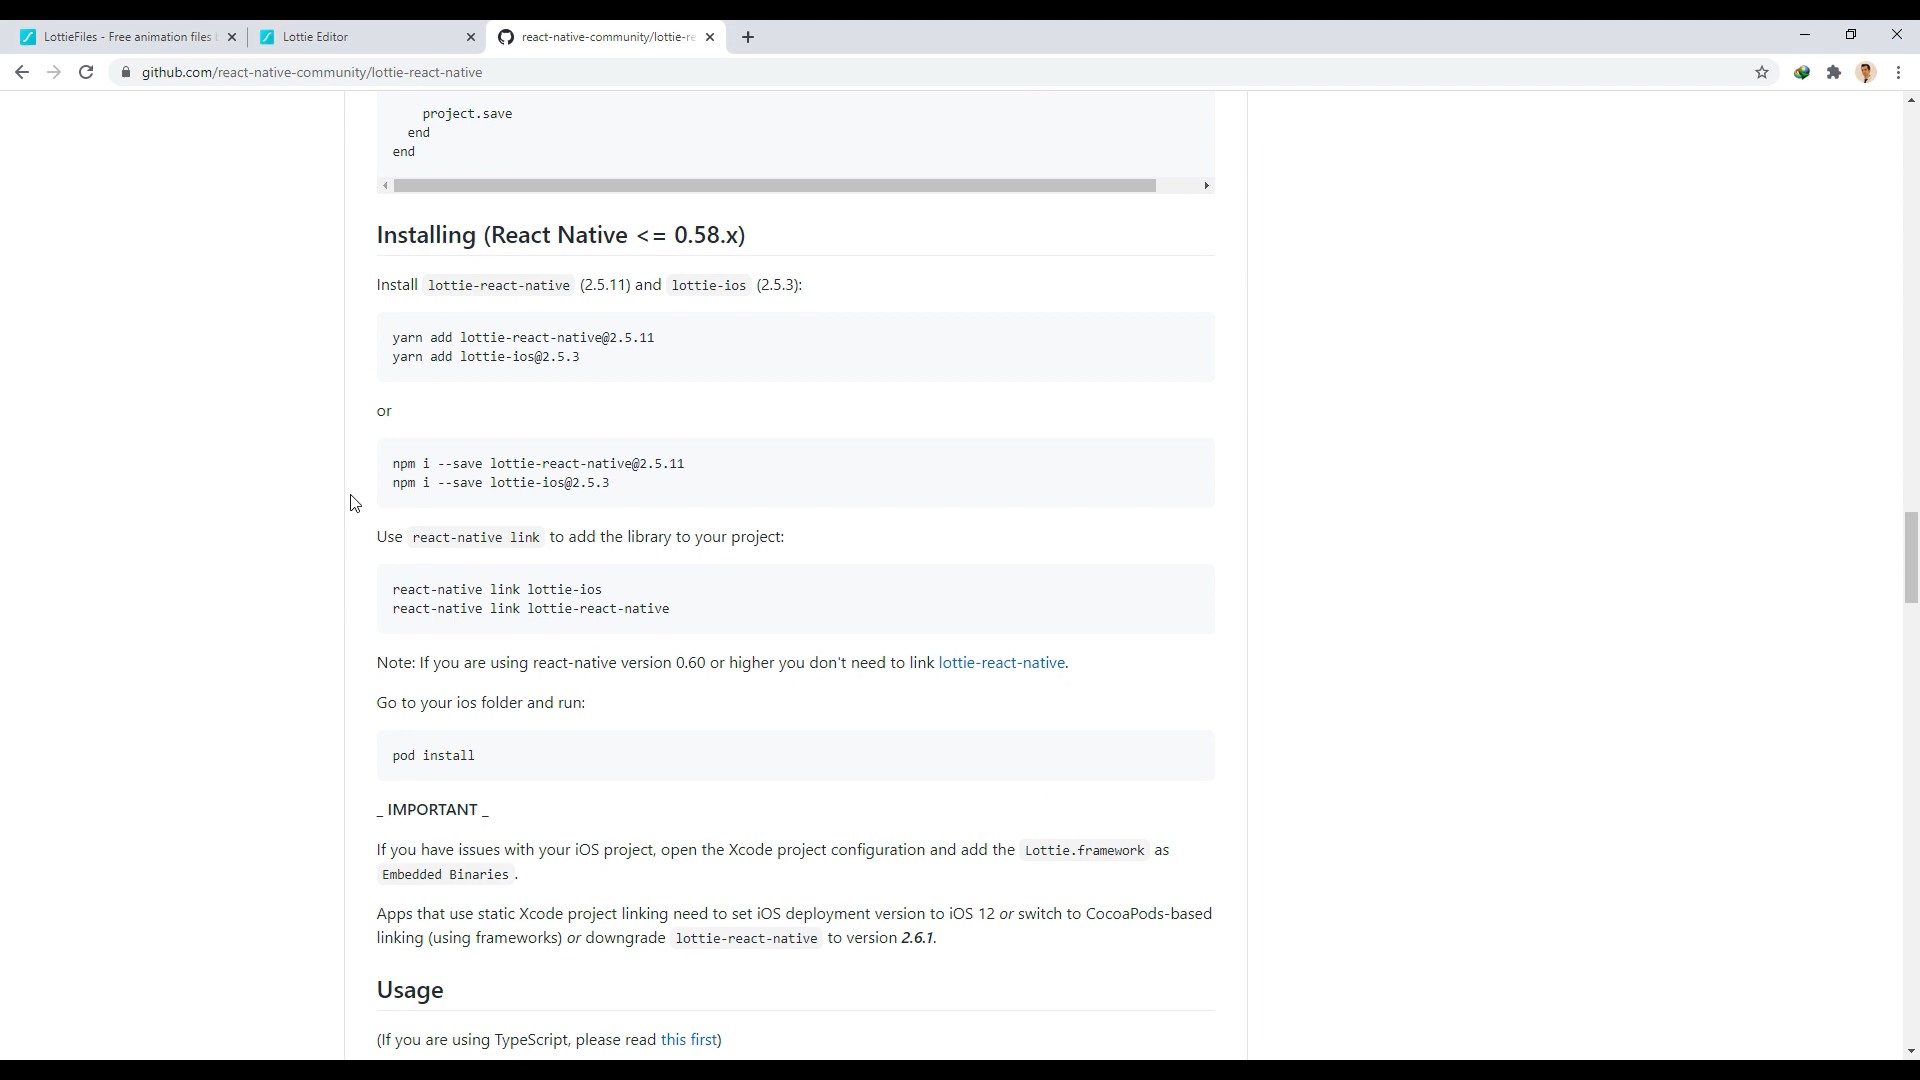 LottieFiles - Free animation files
Lottie Editor
react-native-community/lottie-re
github.com/react-native-community/lottie-react-native
project.save
end
end
Installing (React Native <= 0.58.x)
Install lottie-react-native (2.5.11) and lottie-ios (2.5.3):
yarn add lottie-react-native@2.5.11
yarn add lottie-ios@2.5.3
or
npm i --save lottie-react-native@2.5.11
npm i --save lottie-ios@2.5.3
Use react-native link to add the library to your project:
react-native link lottie-ios
react-native link lottie-react-native
Note: If you are using react-native version 0.60 or higher you don't need to link lottie-react-native.
Go to your ios folder and run:
pod install
_ IMPORTANT _
If you have issues with your iOS project, open the Xcode project configuration and add the Lottie.framework as
Embedded Binaries .
Apps that use static Xcode project linking need to set iOS deployment version to iOS 12 or switch to CocoaPods-based
linking (using frameworks) or downgrade lottie-react-native to version 2.6.1.
Usage
(If you are using TypeScript, please read this first)